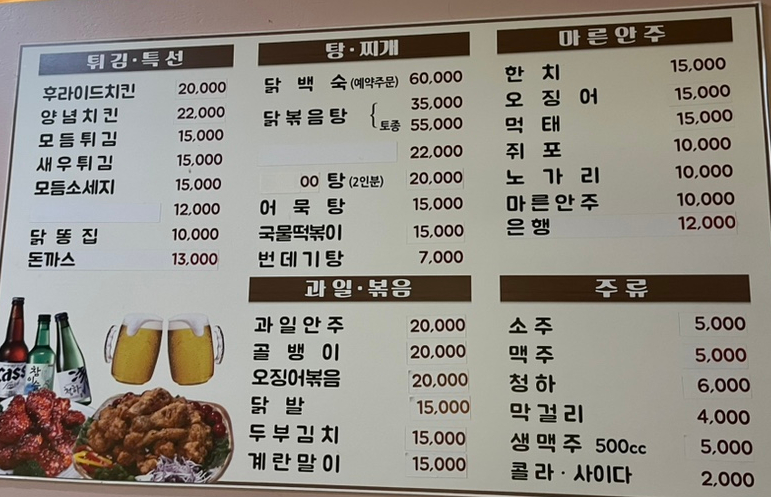 튀김·특선
후라이드치킨 20,000
양념치킨 22,000
모듬튀김 15,000
새우튀김 15,000
모듬소세지 15,000
12,000
닭똥집 10,000
돈까스 13,000
탕·찌개
닭백숙(예약주문) 60,000
닭볶음탕 { 35,000
토종 55,000
22,000
00탕(2인분) 20,000
어묵탕 15,000
국물떡볶이 15,000
번데기탕 7,000
마른안주
한치 15,000
오징어 15,000
먹태 15,000
쥐포 10,000
노가리 10,000
마른안주 10,000
은행 12,000
과일·볶음
과일안주 20,000
골뱅이 20,000
오징어볶음 20,000
닭발 15,000
두부김치 15,000
계란말이 15,000
주류
소주 5,000
맥주 5,000
청하 6,000
막걸리 4,000
생맥주 500cc 5,000
콜라·사이다 2,000
Cass
참이슬